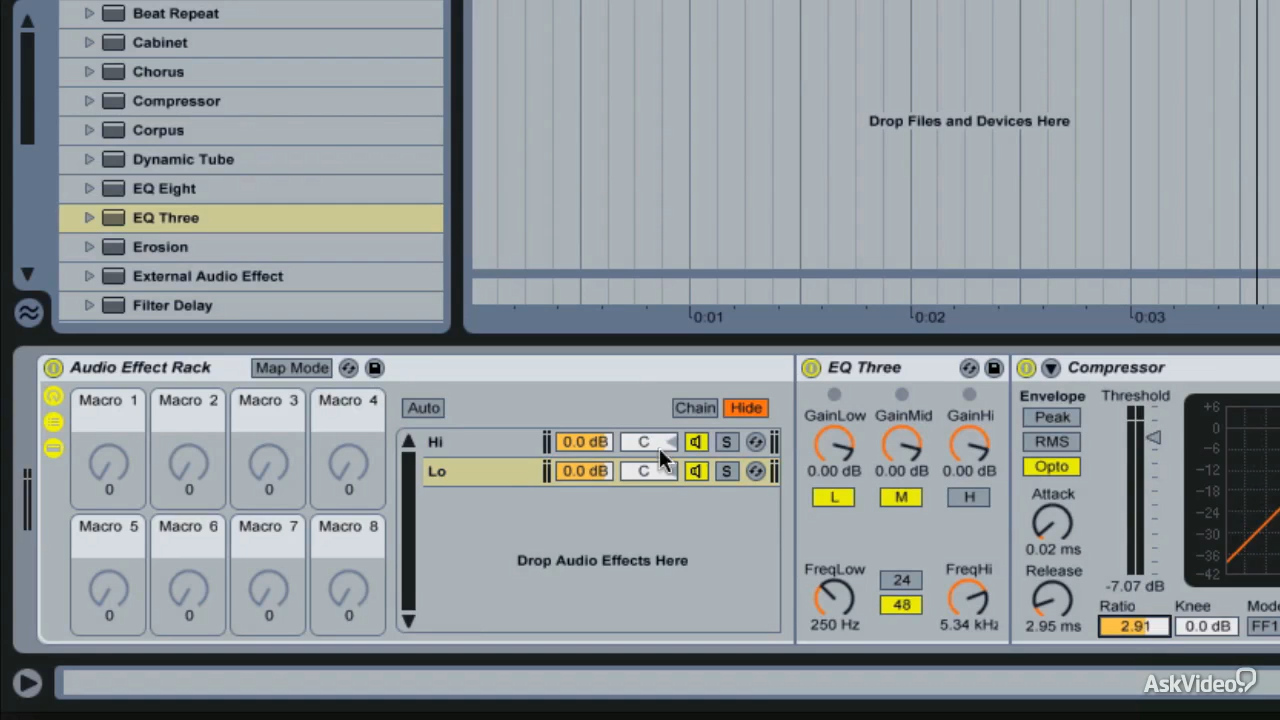 Beat Repeat
Cabinet
Chorus
Compressor
Corpus
Dynamic Tube
EQ Eight
EQ Three
Erosion
External Audio Effect
Filter Delay
Drop Files and Devices Here
0:01 0:02 0:03
Audio Effect Rack Map Mode
Macro 1 Macro 2 Macro 3 Macro 4
0 0 0 0
Macro 5 Macro 6 Macro 7 Macro 8
0 0 0 0
Auto Chain Hide
Hi 0.0 dB C S
Lo 0.0 dB C S
Drop Audio Effects Here
EQ Three
GainLow GainMid GainHi
0.00 dB 0.00 dB 0.00 dB
L M H
FreqLow 24 FreqHi
48
250 Hz 5.34 kHz
Compressor
Envelope Threshold
Peak
RMS
Opto
Attack
0.02 ms
Release
2.95 ms
-7.07 dB
Ratio Knee Mode
2.91 0.0 dB FF1
+6
0
-6
-12
-18
-24
-30
-36
-42
AskVideo